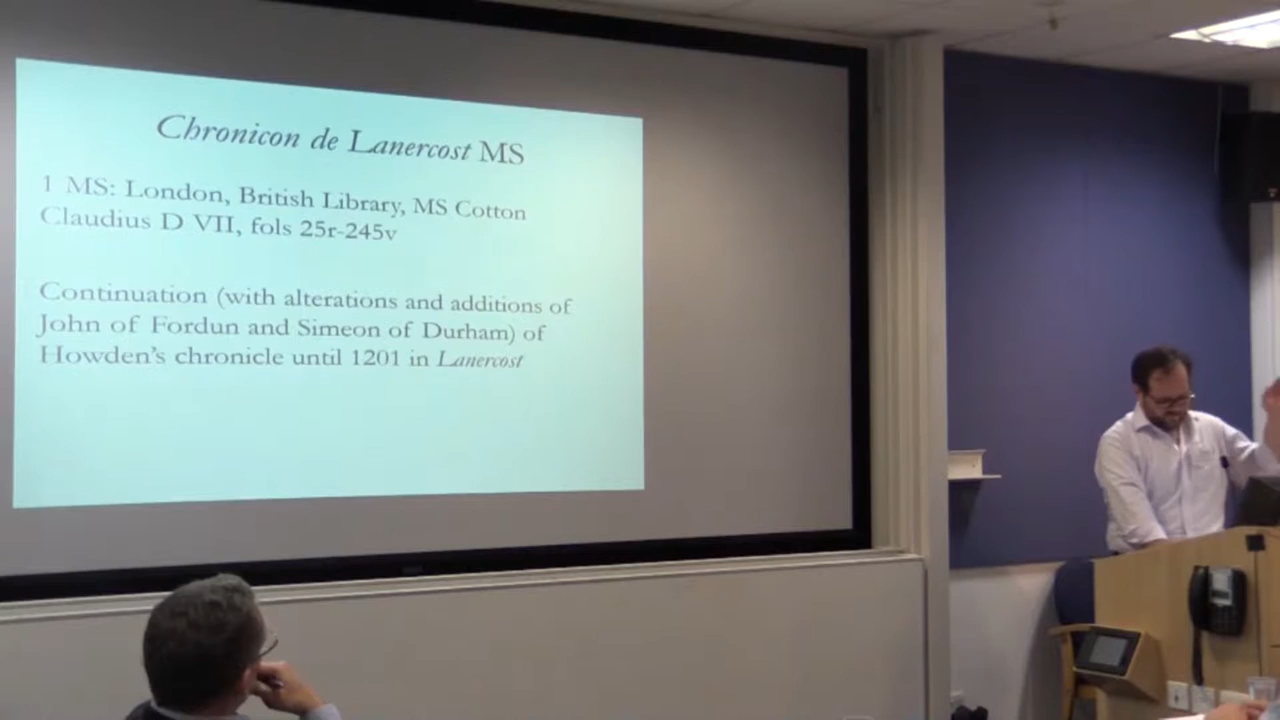 Chronicon de Lanercost MS
1 MS: London, British Library, MS Cotton
Claudius D VII, fols 25r-245v
Continuation (with alterations and additions of
John of Fordun and Simeon of Durham) of
Howden's chronicle until 1201 in Lanercost